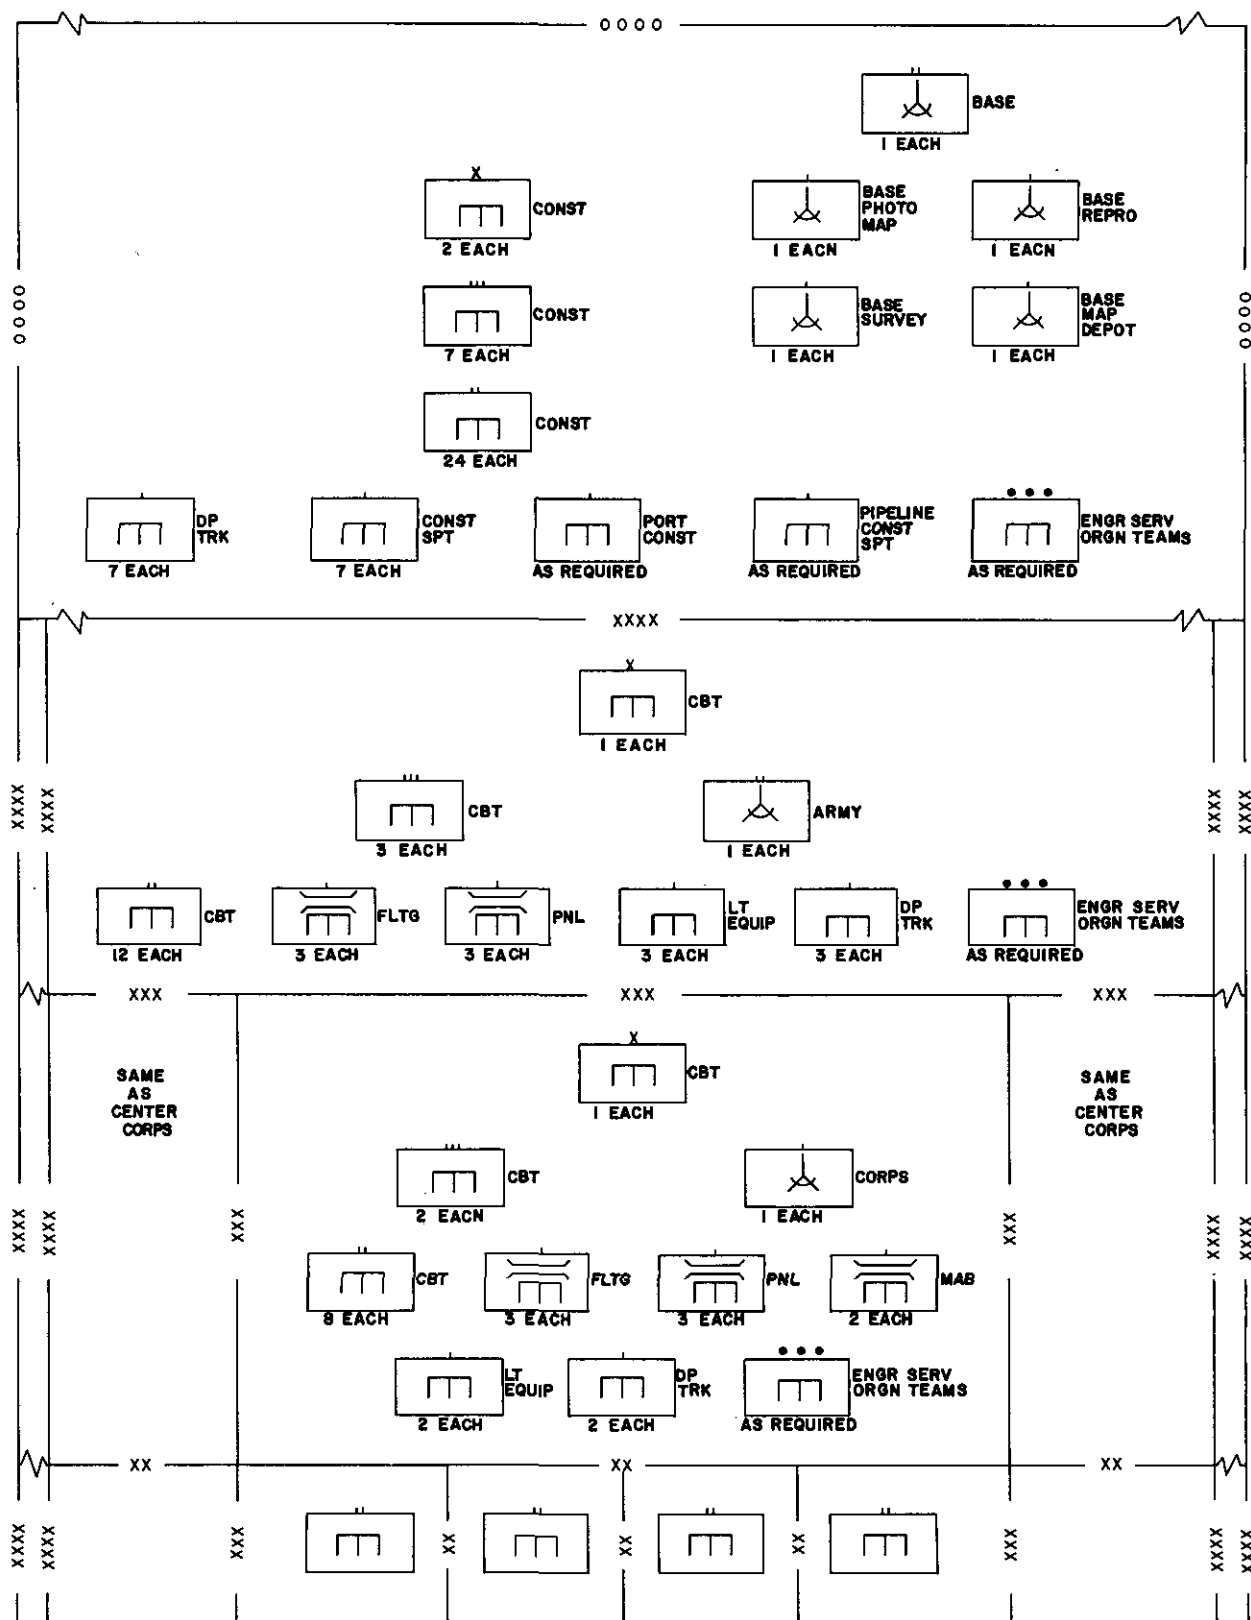 OOOO
BASE
1 EACH
X
CONST
2 EACH
BASE
PHOTO
MAP
1 EACN
BASE
REPRO
1 EACN
OOOO
OOOO
CONST
7 EACH
BASE
SURVEY
1 EACH
BASE
MAP
DEPOT
1 EACH
CONST
24 EACH
DP
TRK
7 EACH
CONST
SPT
7 EACH
PORT
CONST
AS REQUIRED
PIPELINE
CONST
SPT
AS REQUIRED
ENGR SERV
ORGN TEAMS
AS REQUIRED
XXXX
X
CBT
1 EACH
XXXX
XXXX
XXXX
XXXX
CBT
3 EACH
ARMY
1 EACH
CBT
12 EACH
FLTG
3 EACH
PNL
3 EACH
LT
EQUIP
3 EACH
DP
TRK
3 EACH
ENGR SERV
ORGN TEAMS
AS REQUIRED
XXX
XXX
XXX
SAME
AS
CENTER
CORPS
X
CBT
1 EACH
SAME
AS
CENTER
CORPS
CBT
2 EACN
CORPS
1 EACH
XXXX
XXXX
XXX
XXX
XXXX
XXXX
CBT
8 EACH
FLTG
3 EACH
PNL
3 EACH
MAB
2 EACH
LT
EQUIP
2 EACH
DP
TRK
2 EACH
ENGR SERV
ORGN TEAMS
AS REQUIRED
XX
XX
XX
XXXX
XXXX
XXX
XX
XX
XX
XXX
XXXX
XXXX